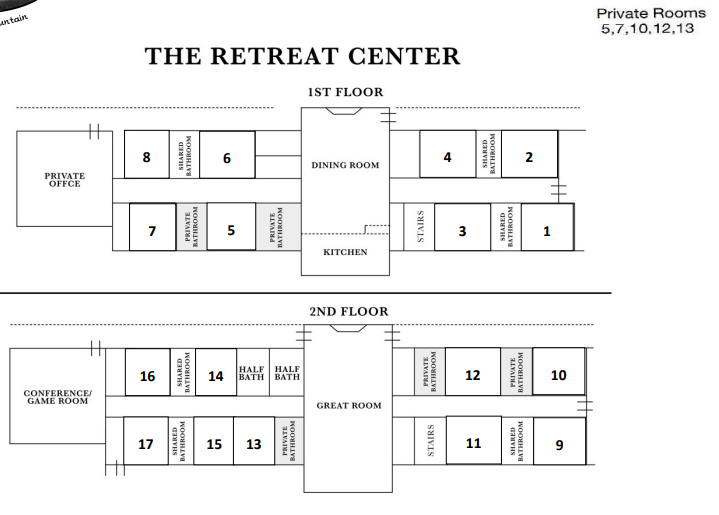 untain
Private Rooms
5,7,10,12,13
THE RETREAT CENTER
1ST FLOOR
8
SHARED
BATHROOM
6
DINING ROOM
4
SHARED
BATHROOM
2
PRIVATE
OFFCE
7
PRIVATE
BATHROOM
5
PRIVATE
BATHROOM
STAIRS
3
SHARED
BATHROOM
1
KITCHEN
2ND FLOOR
16
SHARED
BATHROOM
14
HALF
BATH
HALF
BATH
PRIVATE
BATHROOM
12
PRIVATE
BATHROOM
10
CONFERENCE/
GAME ROOM
GREAT ROOM
17
SHARED
BATHROOM
15
13
PRIVATE
BATHROOM
STAIRS
11
SHARED
BATHROOM
9